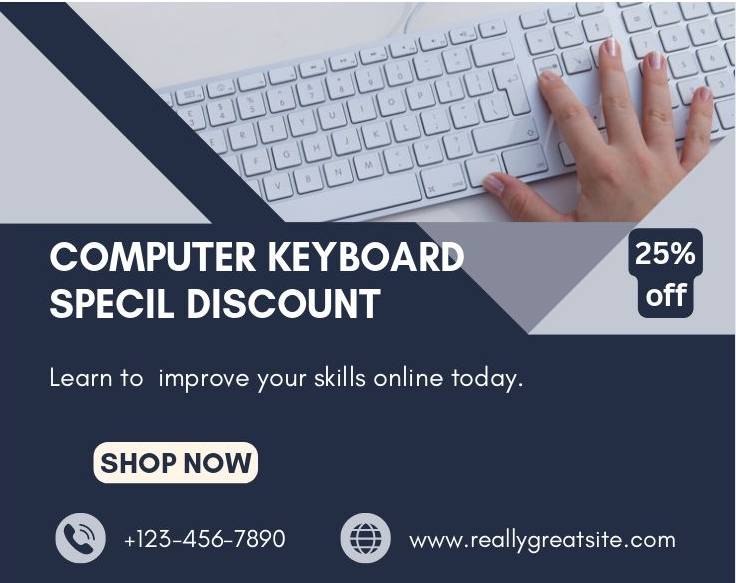 COMPUTER KEYBOARD
SPECIL DISCOUNT
25%
off
Learn to  improve your skills online today.
SHOP NOW
+123-456-7890
www.reallygreatsite.com